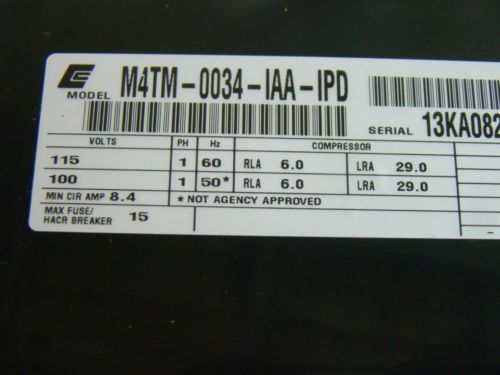 MODEL M4TM-0034-IAA-IPD
SERIAL 13KA082
VOLTS PH Hz COMPRESSOR
115 1 60 RLA 6.0 LRA 29.0
100 1 50* RLA 6.0 LRA 29.0
MIN CIR AMP 8.4 * NOT AGENCY APPROVED
MAX FUSE/
HACR BREAKER 15